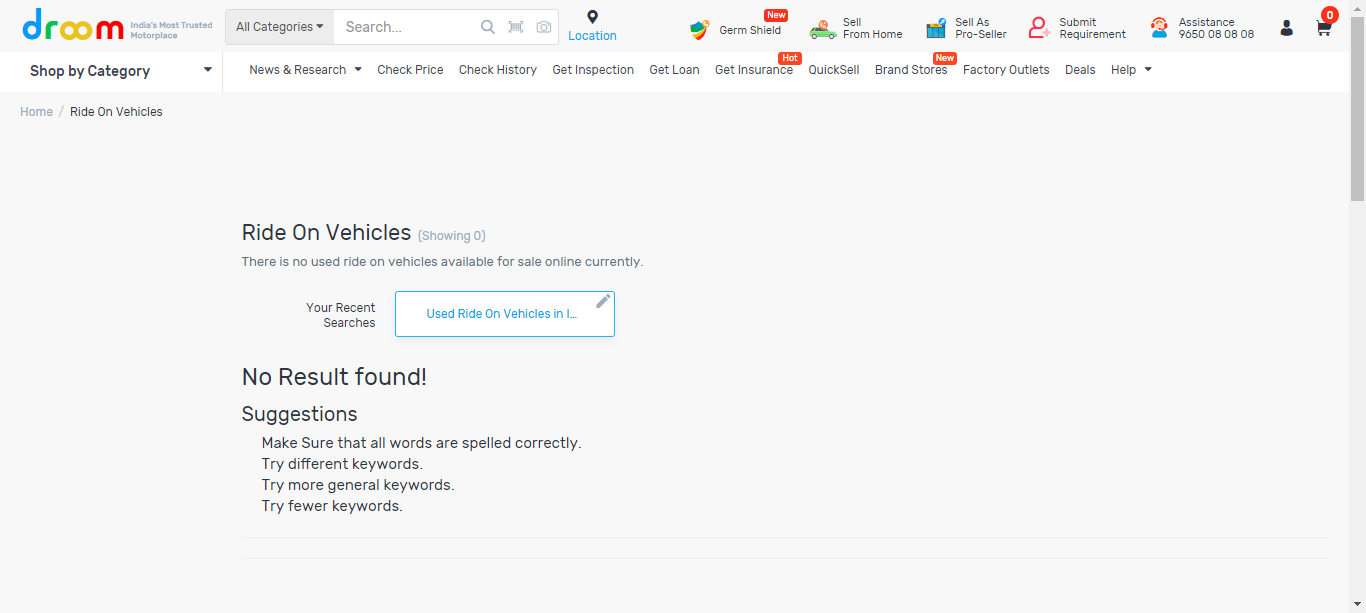 droom India's Most Trusted
Motorplace
All Categories
Search...
Location
New
Germ Shield
Sell
From Home
Sell As
Pro-Seller
Submit
Requirement
Assistance
9650 08 08 08
0
Shop by Category
News & Research
Check Price
Check History
Get Inspection
Get Loan
Get Insurance
Hot
QuickSell
Brand Stores
New
Factory Outlets
Deals
Help
Home / Ride On Vehicles
Ride On Vehicles (Showing 0)
There is no used ride on vehicles available for sale online currently.
Your Recent
Searches
Used Ride On Vehicles in I...
No Result found!
Suggestions
Make Sure that all words are spelled correctly.
Try different keywords.
Try more general keywords.
Try fewer keywords.